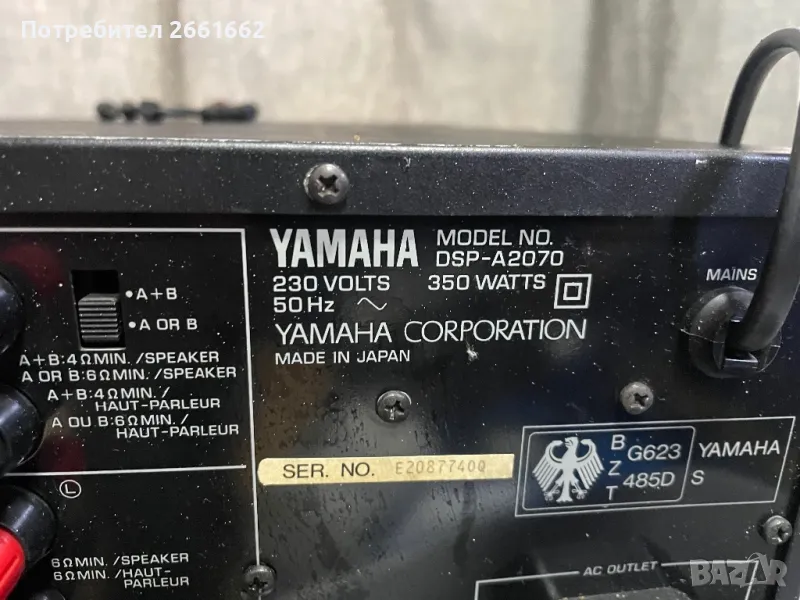 Потребител 2661662
YAMAHA MODEL NO. DSP-A2070
230 VOLTS 350 WATTS
50Hz ~
YAMAHA CORPORATION
MADE IN JAPAN
MAINS
•A+B
•A OR B
A+B:4ΩMIN./SPEAKER
A OR B:6ΩMIN./SPEAKER
A+B:4ΩMIN./
HAUT-PARLEUR
A OU B:6ΩMIN./
HAUT-PARLEUR
SER. NO. E20877400
BZT G623 485D YAMAHA S
L
6ΩMIN./SPEAKER
6ΩMIN./HAUT-
PARLEUR
AC OUTLET
BAZAR